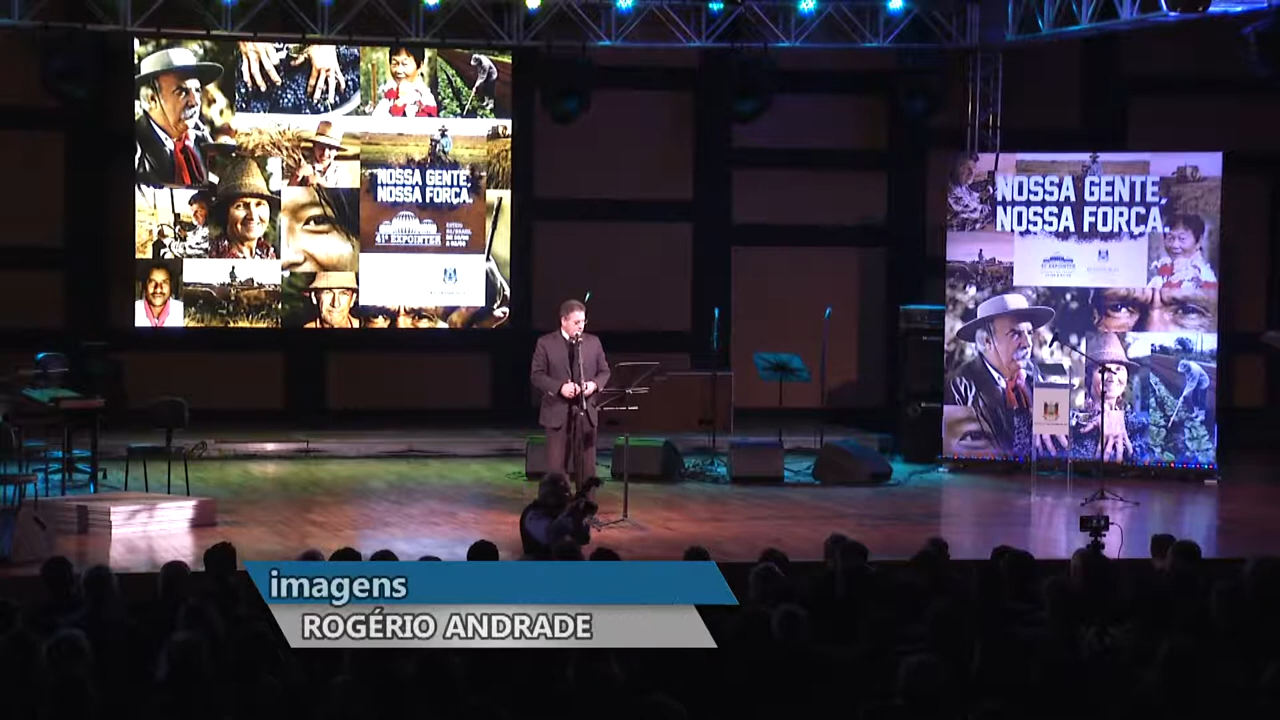 NOSSA GENTE,
NOSSA FORÇA.
41ª EXPOINTER
NOSSA GENTE,
NOSSA FORÇA.
imagens
ROGÉRIO ANDRADE